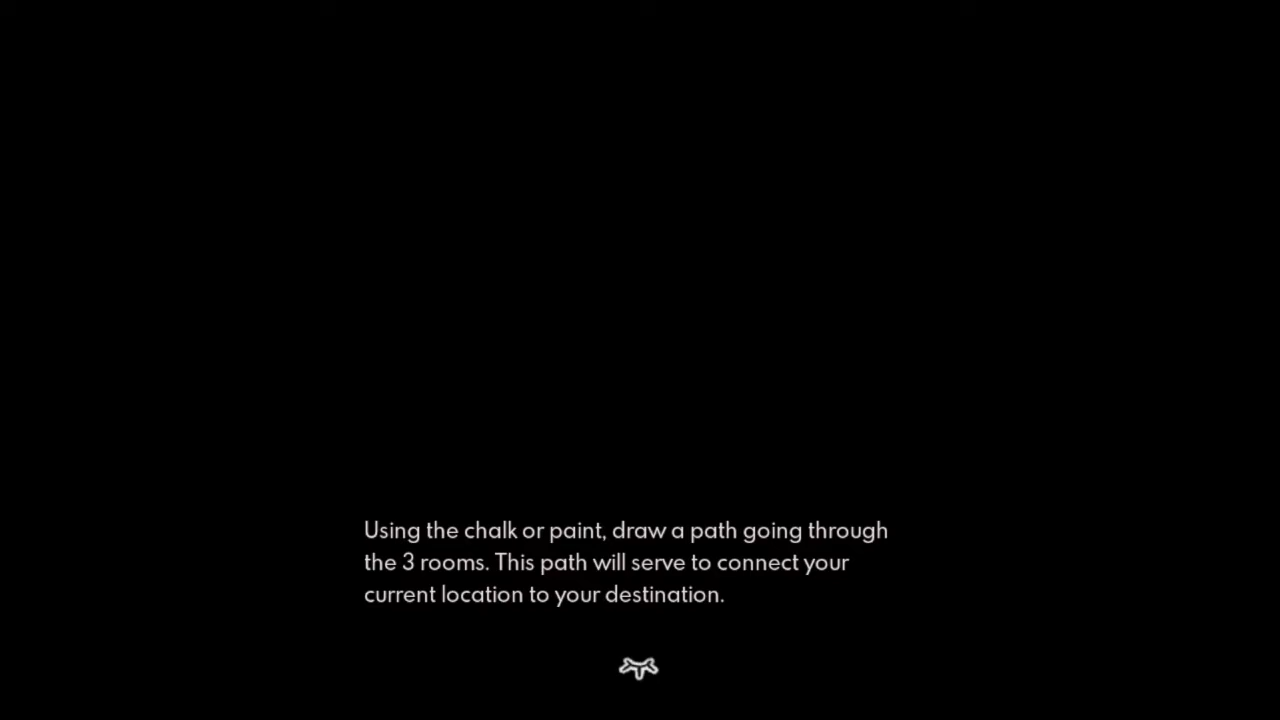 Using the chalk or paint, draw a path going through
the 3 rooms. This path will serve to connect your
current location to your destination.